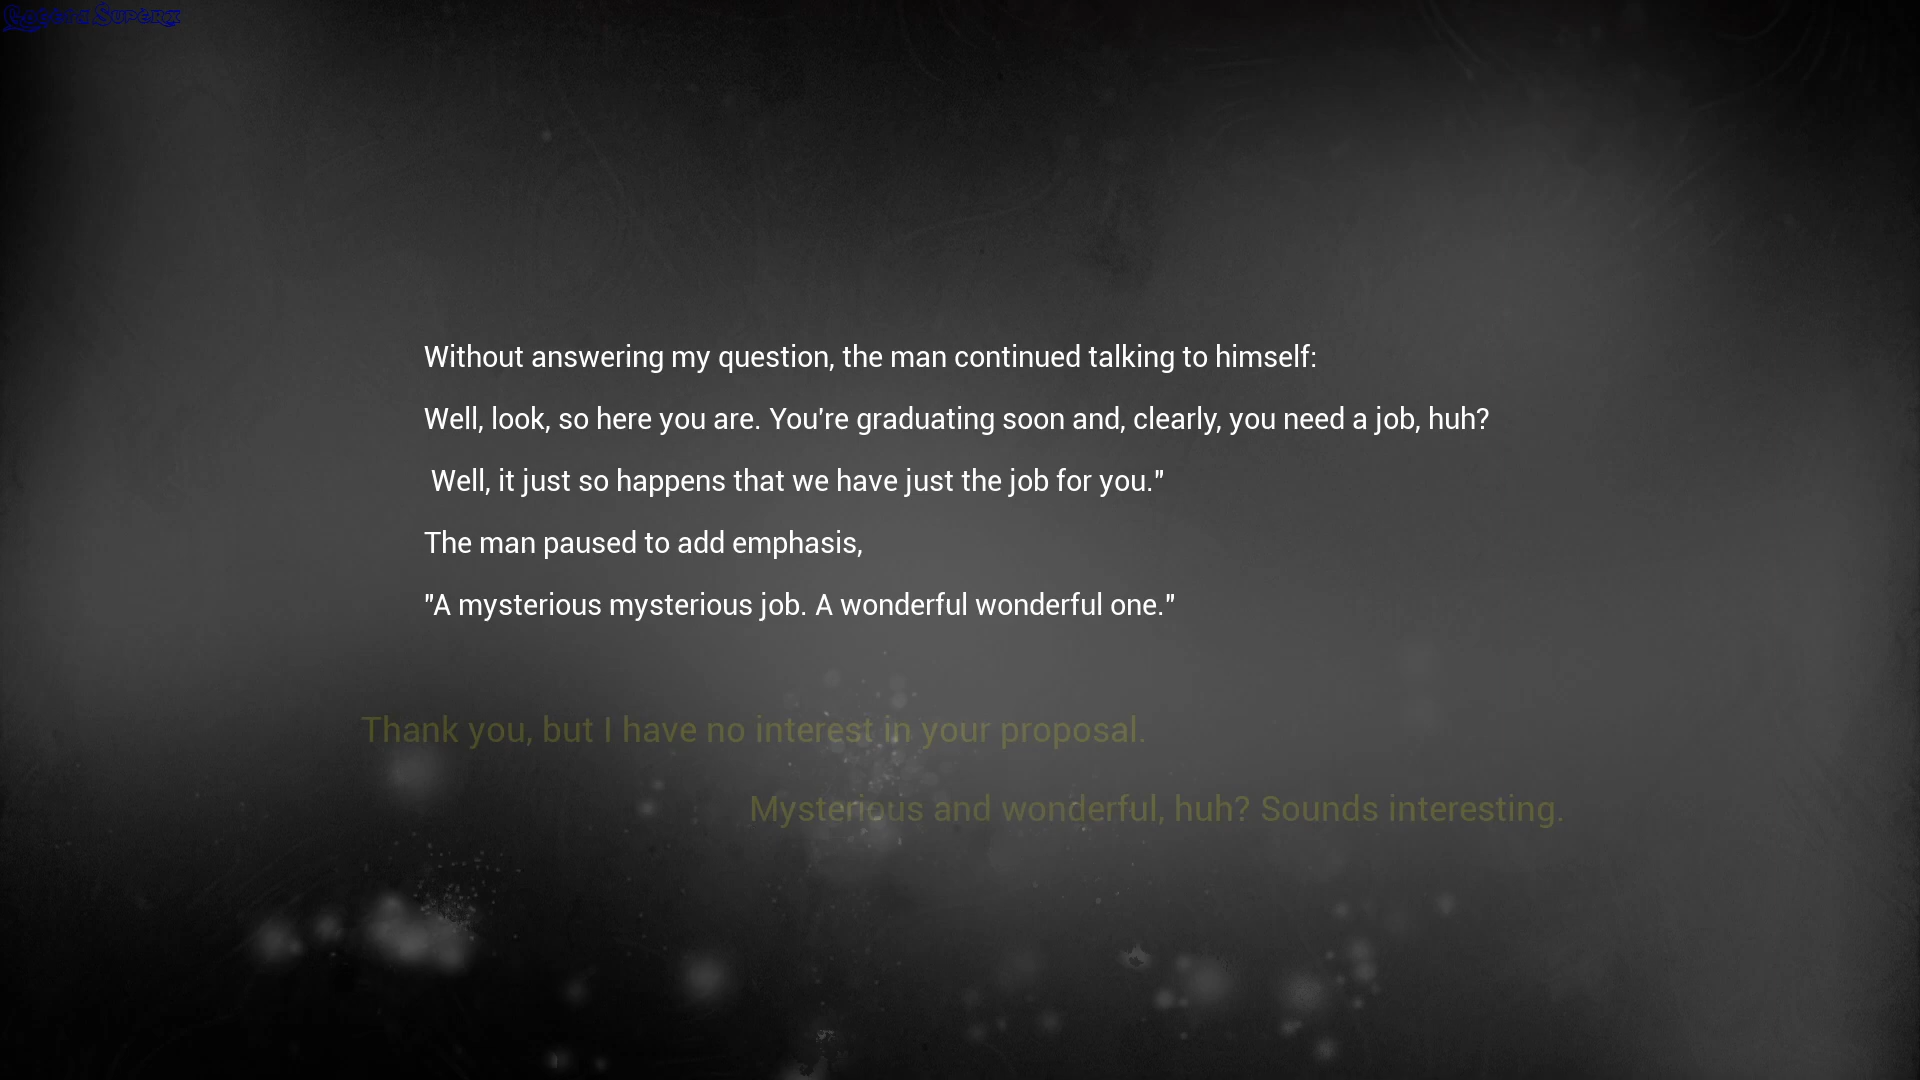 Without answering my question, the man continued talking to himself:
Well, look, so here you are. You're graduating soon and, clearly, you need a job, huh?
Well, it just so happens that we have just the job for you."
The man paused to add emphasis,
"A mysterious mysterious job. A wonderful wonderful one."
Thank you, but I have no interest in your proposal.
Mysterious and wonderful, huh? Sounds interesting.